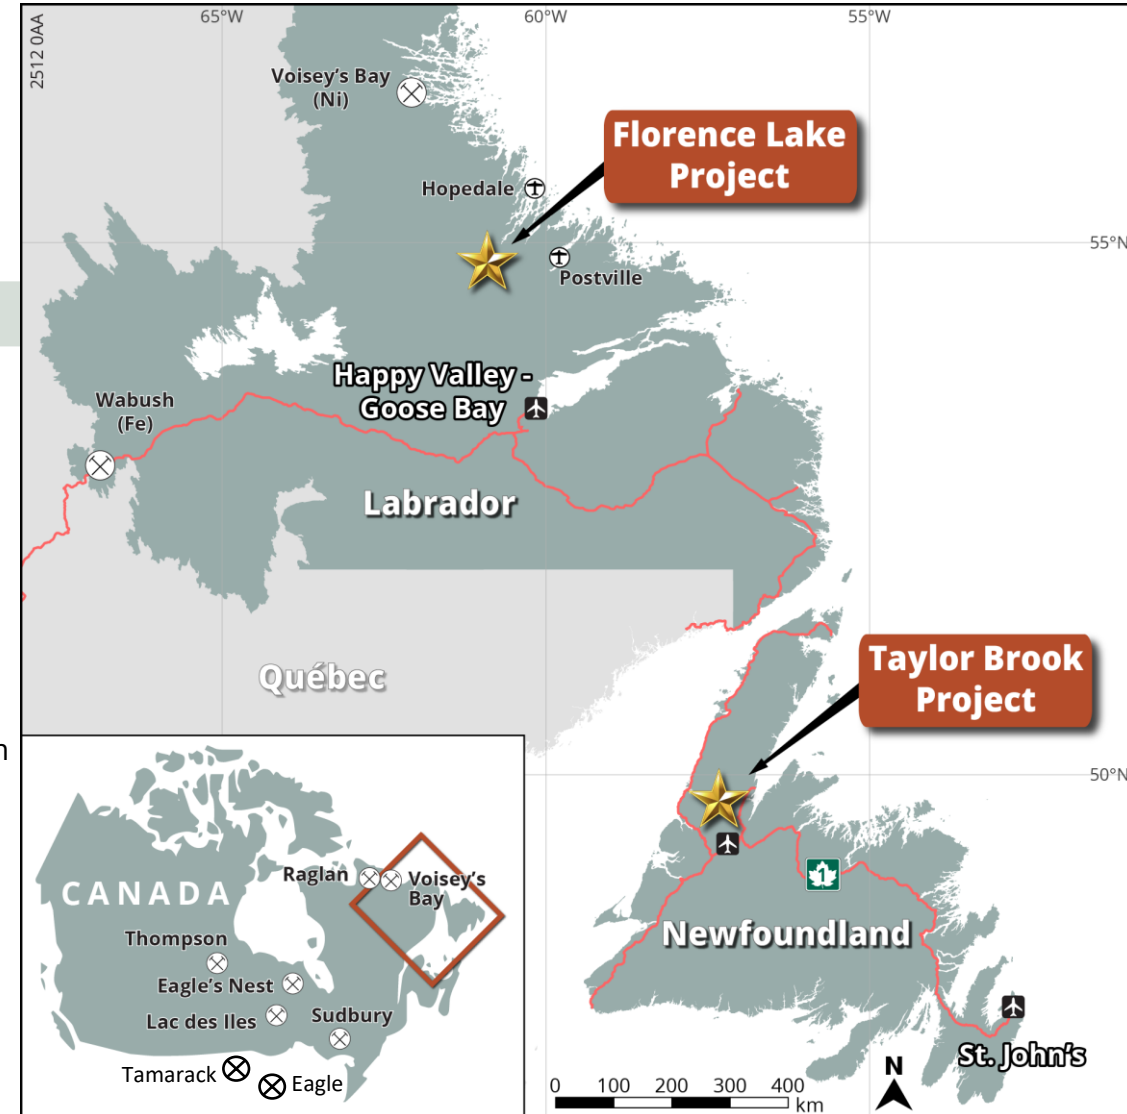 65°W
60°W
55°W
2512 0AA
Voisey's Bay
(Ni)
Florence Lake
Project
Hopedale
55°N
Postville
Happy Valley -
Goose Bay
Wabush
(Fe)
Labrador
Taylor Brook
Project
Québec
n
50°N
1
CANADA
Raglan
Voisey's
Bay
Thompson
Eagle's Nest
Lac des Iles
Sudbury
Tamarack
Eagle
Newfoundland
St. John's
N
0 100 200 300 400
km